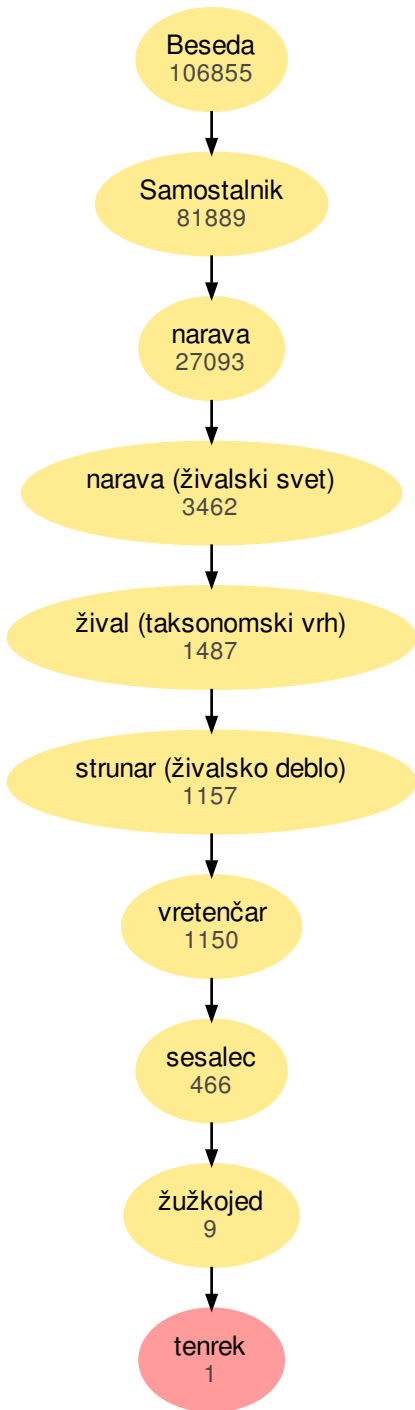 Beseda
106855
Samostalnik
81889
narava
27093
narava (živalski svet)
3462
žival (taksonomski vrh)
1487
strunar (živalsko deblo)
1157
vretenčar
1150
sesalec
466
žužkojed
9
tenrek
1